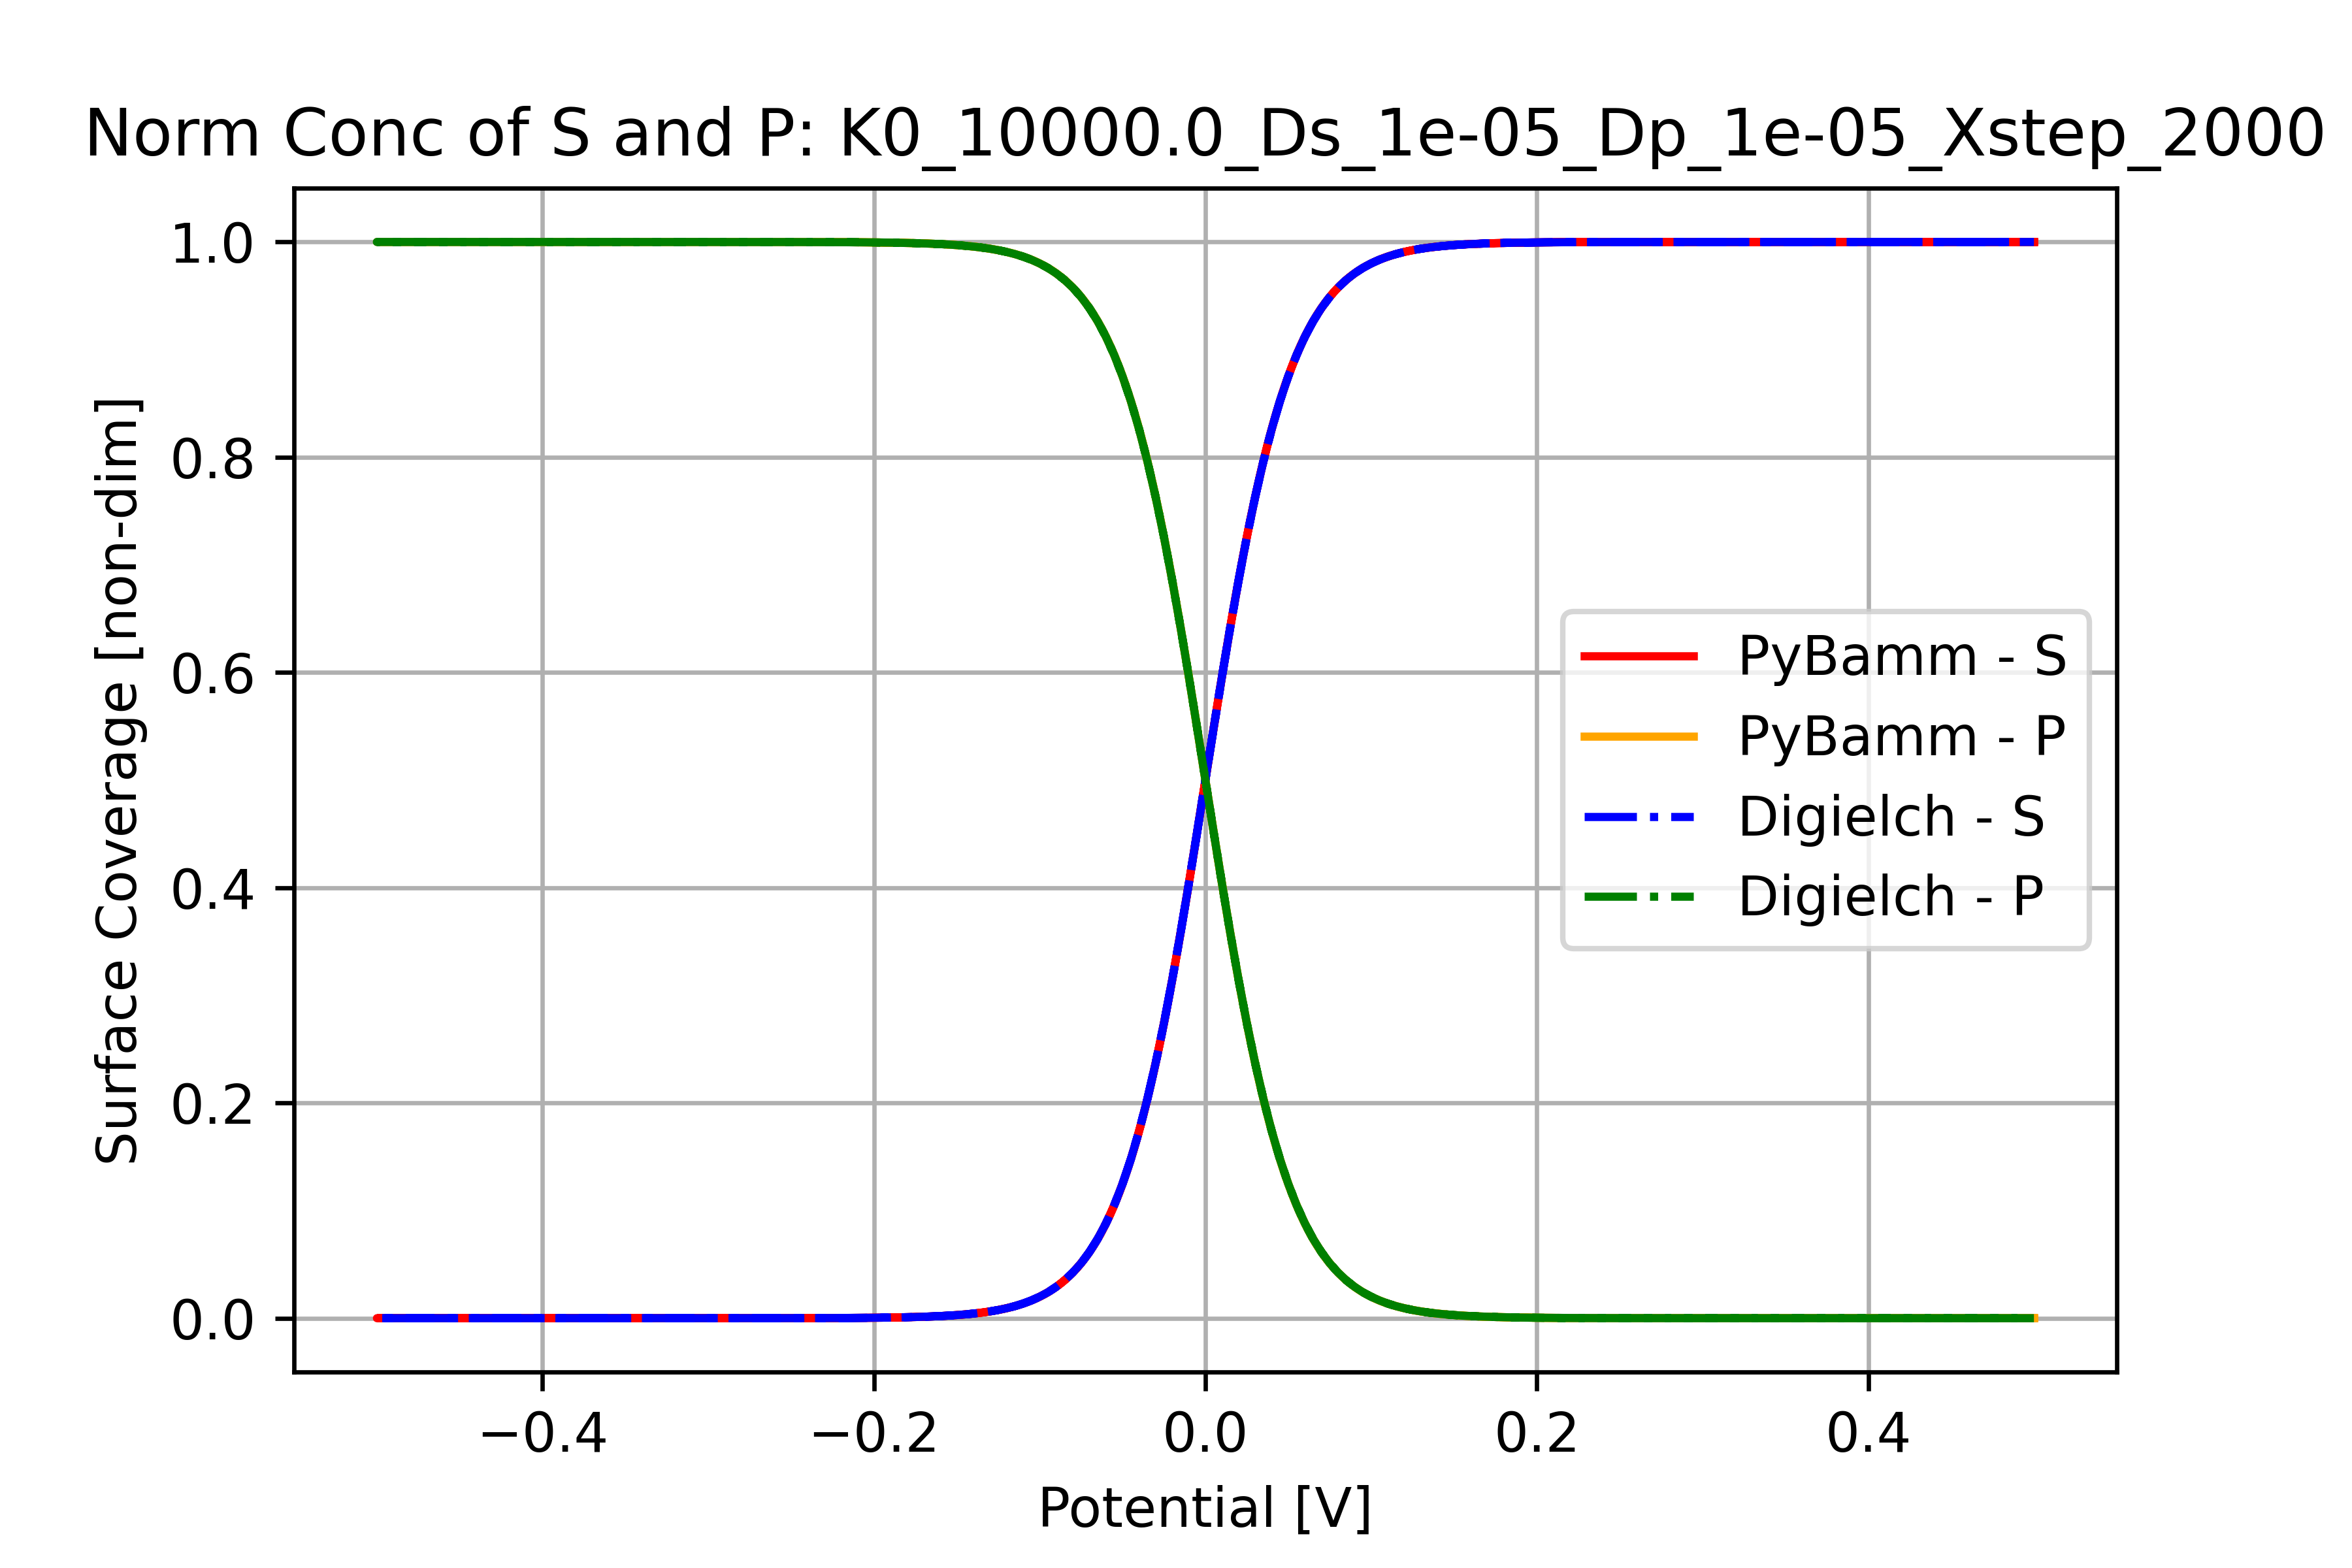 Norm Conc of S and P: K0_10000.0_Ds_1e-05_Dp_1e-05_Xstep_2000
Surface Coverage [non-dim]
1.0
0.8
0.6
0.4
0.2
0.0
PyBamm - S
PyBamm - P
Digielch - S
Digielch - P
−0.4 −0.2 0.0 0.2 0.4
Potential [V]